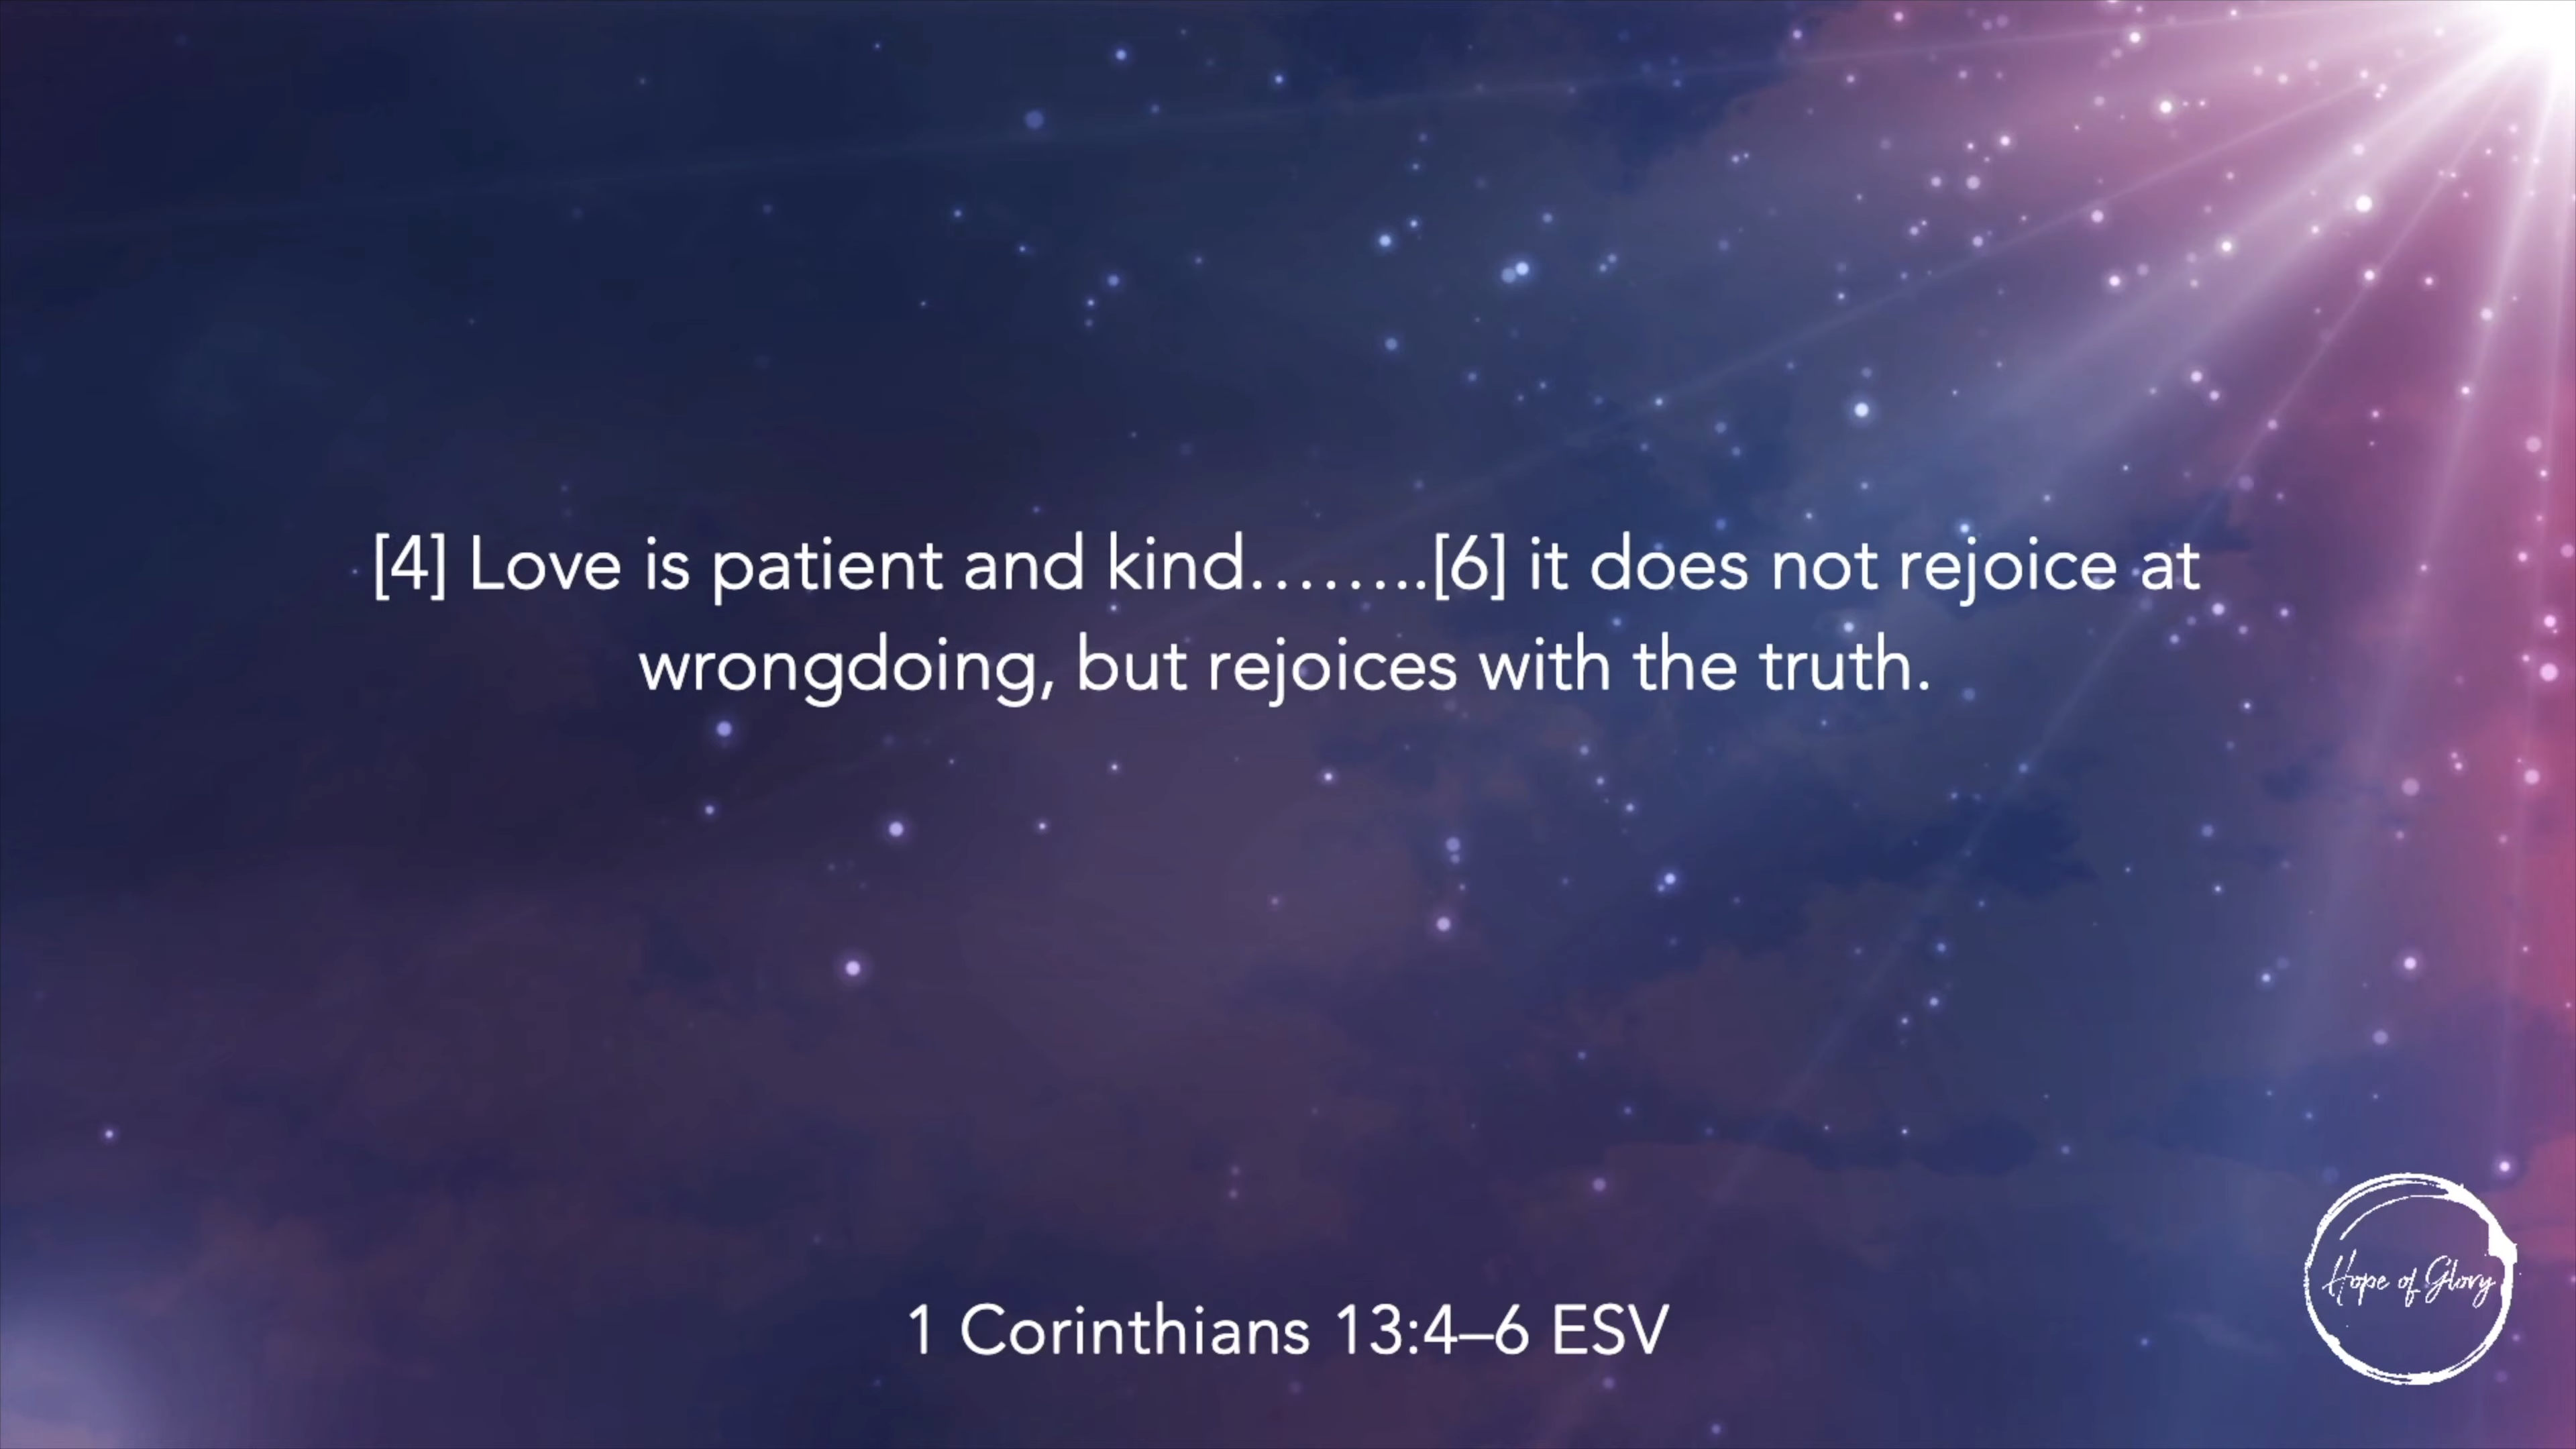 [4] Love is patient and kind……..[6] it does not rejoice at
wrongdoing, but rejoices with the truth.
1 Corinthians 13:4–6 ESV
Hope of Glory